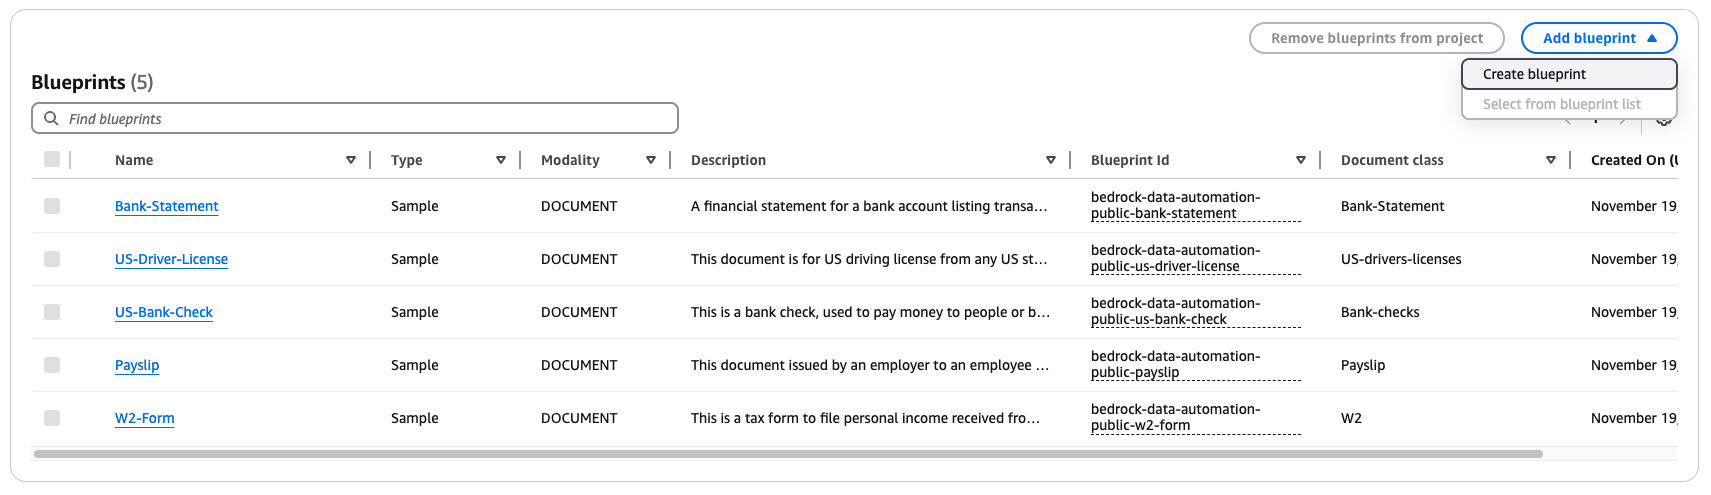 Remove blueprints from project
Add blueprint
Create blueprint
Select from blueprint list
Blueprints (5)
Find blueprints
Name Type Modality Description Blueprint Id Document class Created On (U
Bank-Statement Sample DOCUMENT A financial statement for a bank account listing transa… bedrock-data-automation-
public-bank-statement Bank-Statement November 19,
US-Driver-License Sample DOCUMENT This document is for US driving license from any US st… bedrock-data-automation-
public-us-driver-license US-drivers-licenses November 19,
US-Bank-Check Sample DOCUMENT This is a bank check, used to pay money to people or b… bedrock-data-automation-
public-us-bank-check Bank-checks November 19,
Payslip Sample DOCUMENT This document issued by an employer to an employee … bedrock-data-automation-
public-payslip Payslip November 19,
W2-Form Sample DOCUMENT This is a tax form to file personal income received fro… bedrock-data-automation-
public-w2-form W2 November 19,